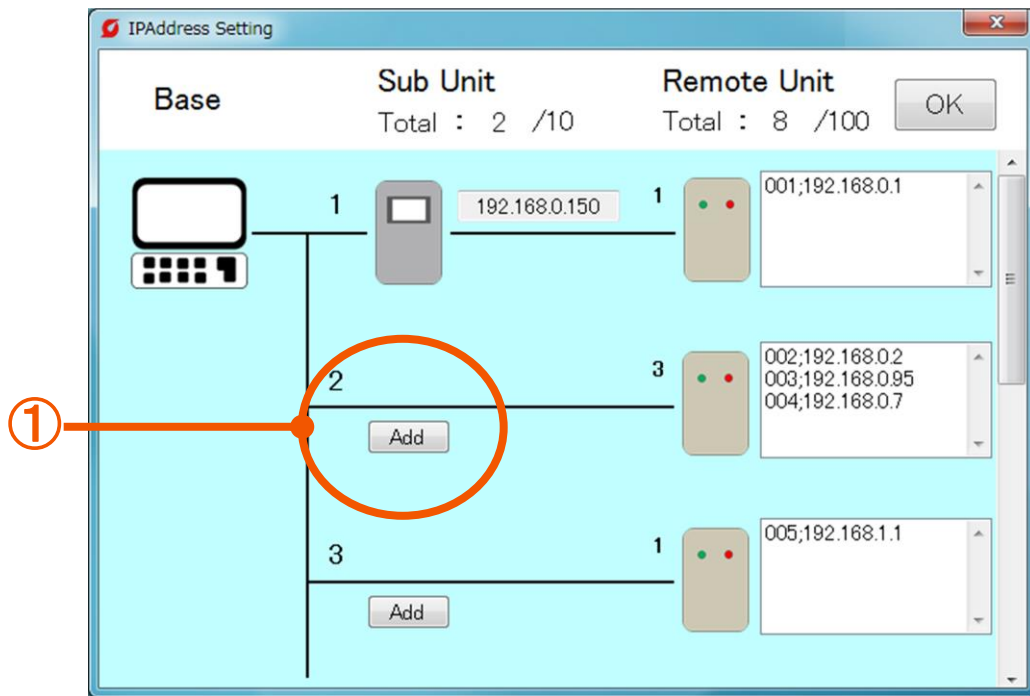 IPAddress Setting
Base
Sub Unit
Total : 2 /10
Remote Unit
Total : 8 /100
OK
1
192.168.0.150
1
001;192.168.0.1
①
2
Add
3
002;192.168.0.2
003;192.168.0.95
004;192.168.0.7
3
Add
1
005;192.168.1.1